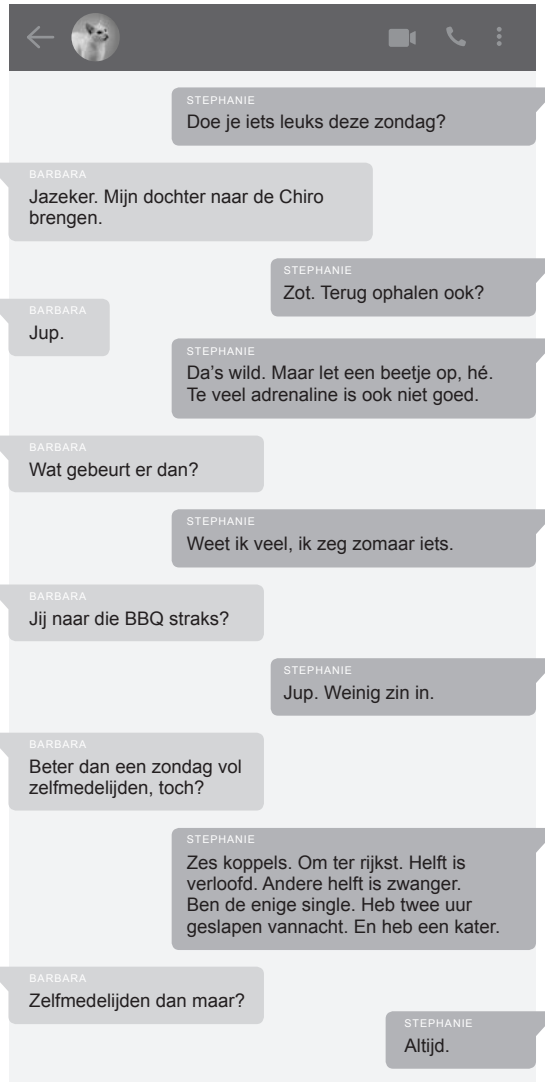 STEPHANIE
Doe je iets leuks deze zondag?
BARBARA
Jazeker. Mijn dochter naar de Chiro
brengen.
STEPHANIE
Zot. Terug ophalen ook?
BARBARA
Jup.
STEPHANIE
Da’s wild. Maar let een beetje op, hé.
Te veel adrenaline is ook niet goed.
BARBARA
Wat gebeurt er dan?
STEPHANIE
Weet ik veel, ik zeg zomaar iets.
BARBARA
Jij naar die BBQ straks?
STEPHANIE
Jup. Weinig zin in.
BARBARA
Beter dan een zondag vol
zelfmedelijden, toch?
STEPHANIE
Zes koppels. Om ter rijkst. Helft is
verloofd. Andere helft is zwanger.
Ben de enige single. Heb twee uur
geslapen vannacht. En heb een kater.
BARBARA
Zelfmedelijden dan maar?
STEPHANIE
Altijd.